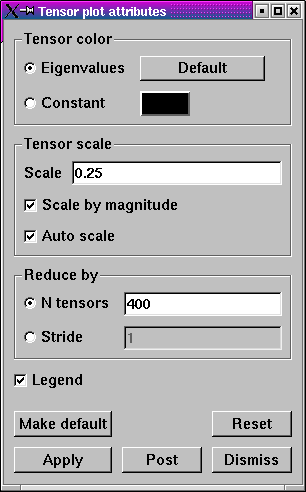 Tensor plot attributes
Tensor color
Eigenvalues Default
Constant
Tensor scale
Scale 0.25
Scale by magnitude
Auto scale
Reduce by
N tensors 400
Stride 1
Legend
Make default Reset
Apply Post Dismiss